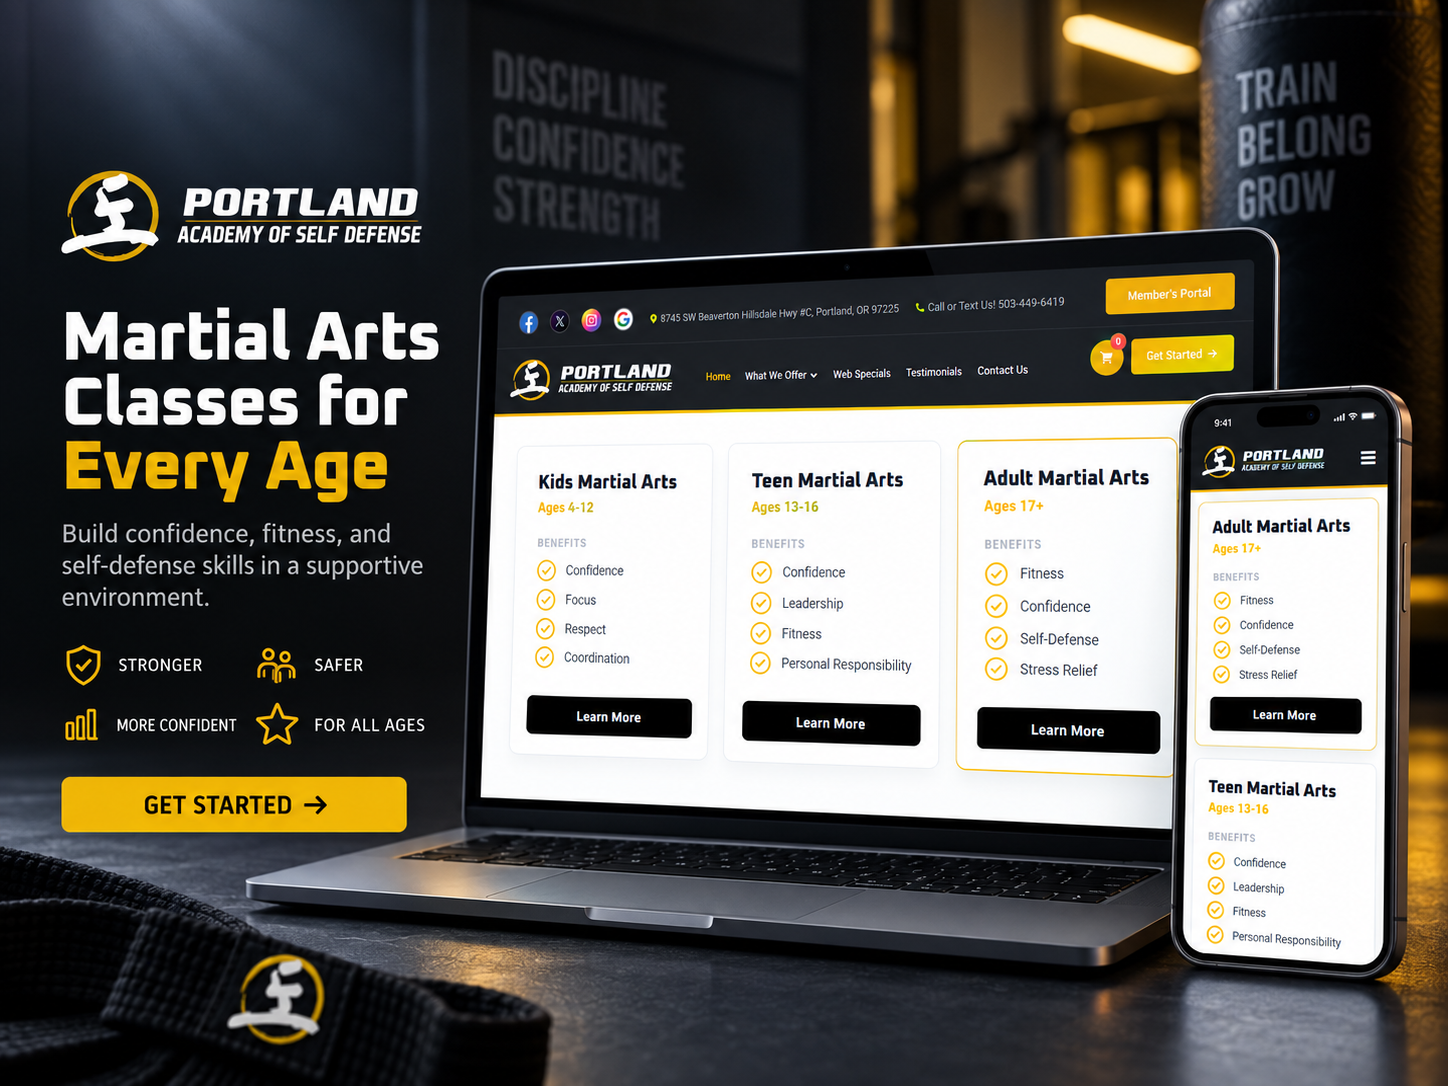 DISCIPLINE
CONFIDENCE
STRENGTH
TRAIN
BELONG
GROW
PORTLAND
ACADEMY OF SELF DEFENSE
Martial Arts
Classes for
Every Age
Build confidence, fitness, and
self-defense skills in a supportive
environment.
STRONGER
SAFER
MORE CONFIDENT
FOR ALL AGES
GET STARTED →
8745 SW Beaverton Hillsdale Hwy #C, Portland, OR 97225
Call or Text Us! 503-449-6419
Member's Portal
PORTLAND
ACADEMY OF SELF DEFENSE
Home
What We Offer
Web Specials
Testimonials
Contact Us
0
Get Started →
Kids Martial Arts
Ages 4-12
BENEFITS
Confidence
Focus
Respect
Coordination
Learn More
Teen Martial Arts
Ages 13-16
BENEFITS
Confidence
Leadership
Fitness
Personal Responsibility
Learn More
Adult Martial Arts
Ages 17+
BENEFITS
Fitness
Confidence
Self-Defense
Stress Relief
Learn More
9:41
PORTLAND
ACADEMY OF SELF DEFENSE
Adult Martial Arts
Ages 17+
BENEFITS
Fitness
Confidence
Self-Defense
Stress Relief
Learn More
Teen Martial Arts
Ages 13-16
BENEFITS
Confidence
Leadership
Fitness
Personal Responsibility